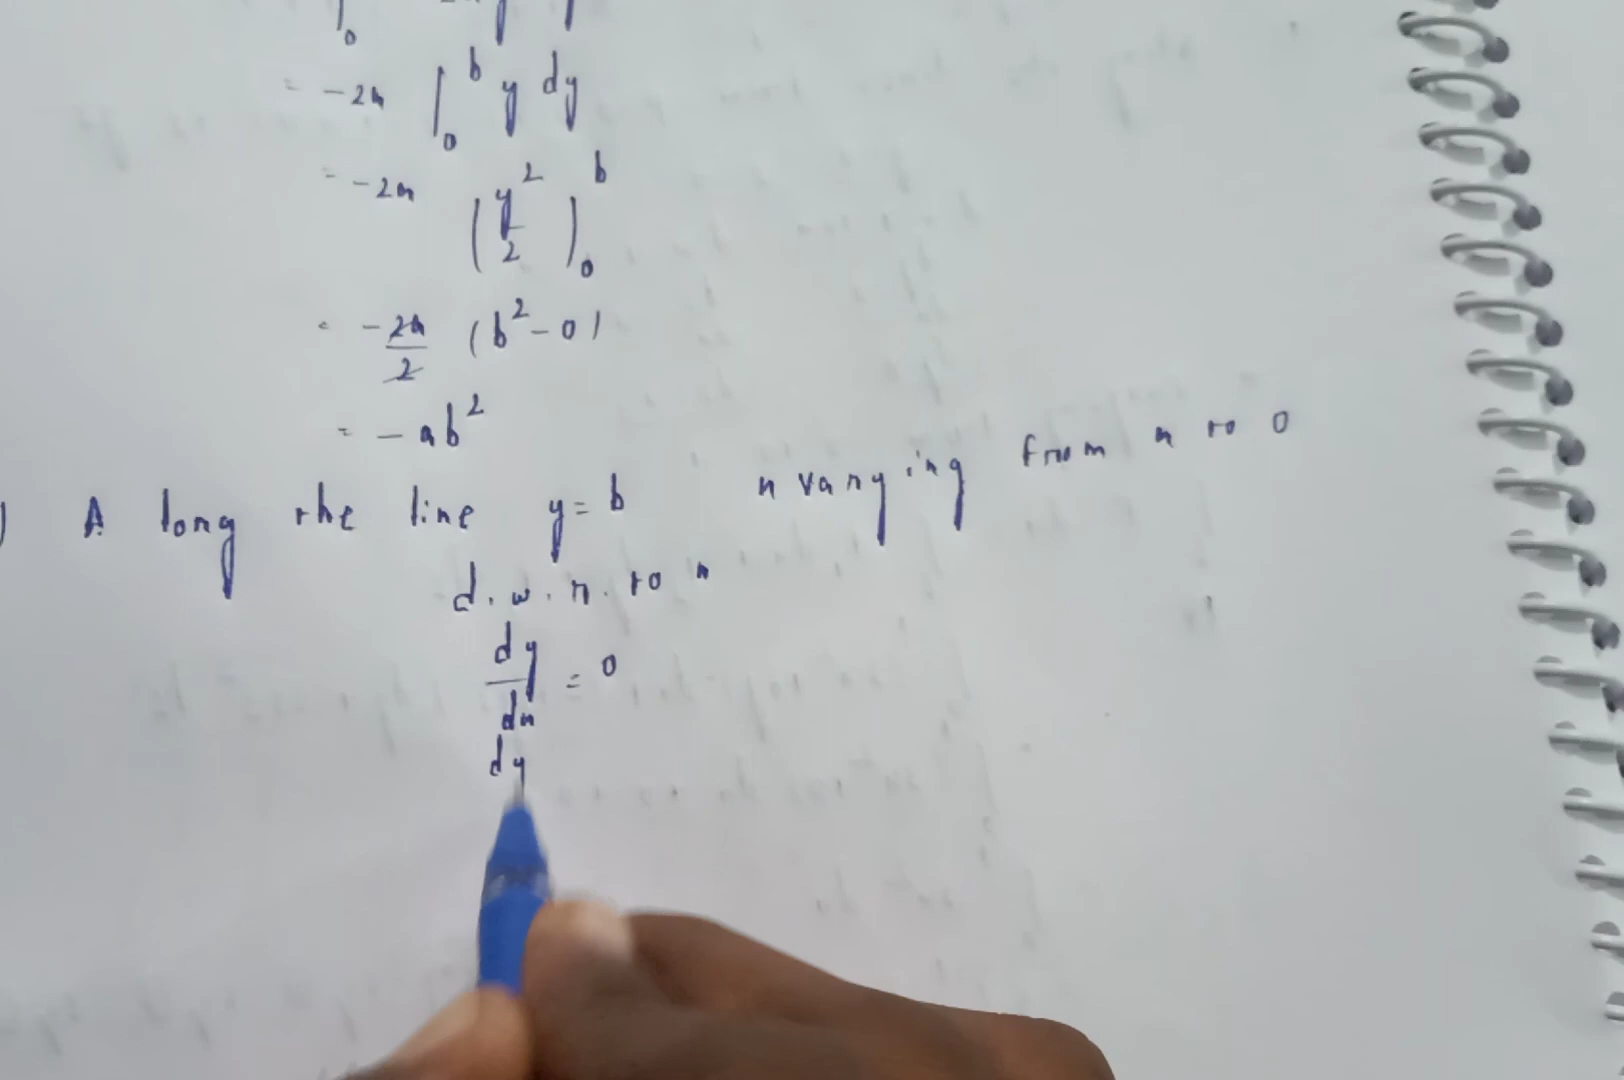 = -2a ∫₀ᵇ y dy
= -2a (y²/2)₀ᵇ
= -2a/2 (b² - 0)
= - ab²
) Along the line y = b x varying from a to 0
d.w.r. to x
dy/dx = 0
dy